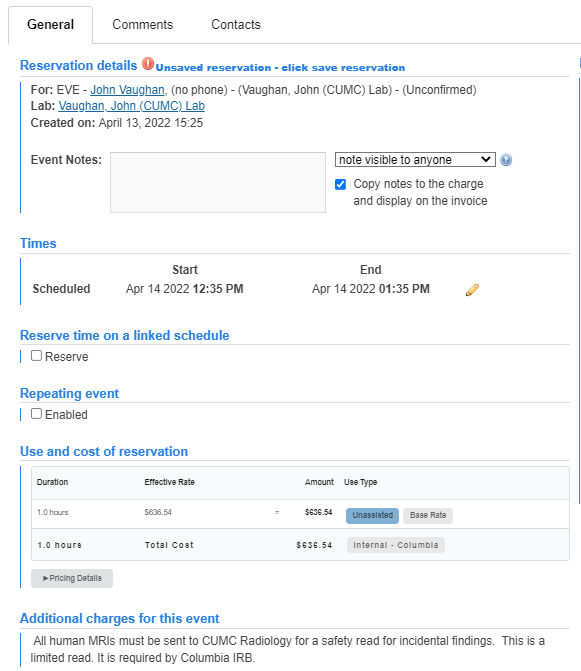 General Comments Contacts
Reservation details Unsaved reservation - click save reservation
For: EVE - John Vaughan, (no phone) - (Vaughan, John (CUMC) Lab) - (Unconfirmed)
Lab: Vaughan, John (CUMC) Lab
Created on: April 13, 2022 15:25
Event Notes: note visible to anyone
Copy notes to the charge
and display on the invoice
Times
Start End
Scheduled Apr 14 2022 12:35 PM Apr 14 2022 01:35 PM
Reserve time on a linked schedule
Reserve
Repeating event
Enabled
Use and cost of reservation
Duration Effective Rate Amount Use Type
1.0 hours $636.54 = $636.54 Unassisted Base Rate
1.0 hours Total Cost $636.54 Internal - Columbia
►Pricing Details
Additional charges for this event
All human MRIs must be sent to CUMC Radiology for a safety read for incidental findings. This is a
limited read. It is required by Columbia IRB.